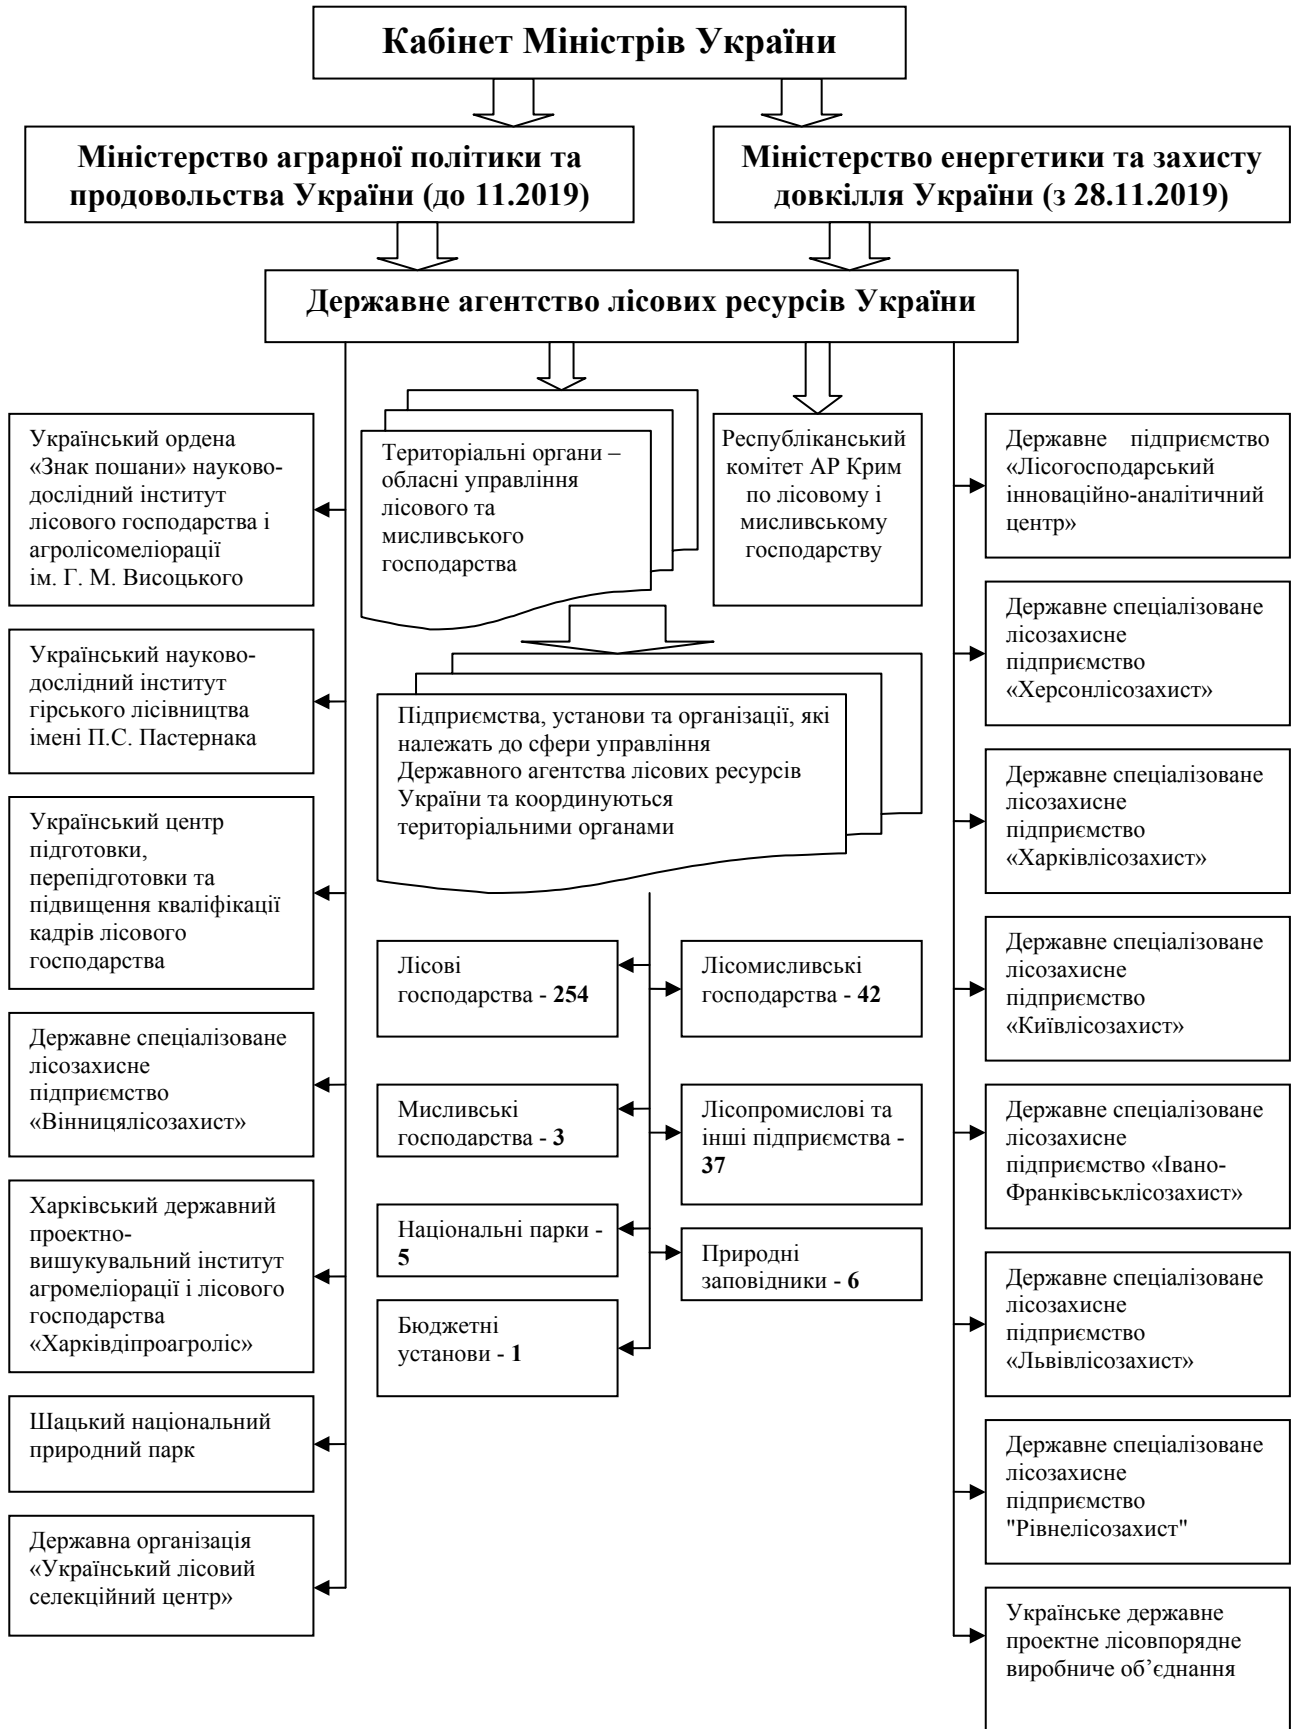 Кабінет Міністрів України
Міністерство аграрної політики та
продовольства України (до 11.2019)
Міністерство енергетики та захисту
довкілля України (з 28.11.2019)
Державне агентство лісових ресурсів України
Український ордена
«Знак пошани» науково-
дослідний інститут
лісового господарства і
агролісомеліорації
ім. Г. М. Висоцького
Український науково-
дослідний інститут
гірського лісівництва
імені П.С. Пастернака
Український центр
підготовки,
перепідготовки та
підвищення кваліфікації
кадрів лісового
господарства
Державне спеціалізоване
лісозахисне
підприємство
«Вінницялісозахист»
Харківський державний
проектно-
вишукувальний інститут
агромеліорації і лісового
господарства
«Харківдіпроагроліс»
Шацький національний
природний парк
Державна організація
«Український лісовий
селекційний центр»
Територіальні органи –
обласні управління
лісового та
мисливського
господарства
Республіканський
комітет АР Крим
по лісовому і
мисливському
господарству
Підприємства, установи та організації, які
належать до сфери управління
Державного агентства лісових ресурсів
України та координуються
територіальними органами
Лісові
господарства - 254
Лісомисливські
господарства - 42
Мисливські
господарства - 3
Лісопромислові та
інші підприємства -
37
Національні парки -
5
Природні
заповідники - 6
Бюджетні
установи - 1
Державне підприємство
«Лісогосподарський
інноваційно-аналітичний
центр»
Державне спеціалізоване
лісозахисне
підприємство
«Херсонлісозахист»
Державне спеціалізоване
лісозахисне
підприємство
«Харківлісозахист»
Державне спеціалізоване
лісозахисне
підприємство
«Київлісозахист»
Державне спеціалізоване
лісозахисне
підприємство «Івано-
Франківськлісозахист»
Державне спеціалізоване
лісозахисне
підприємство
«Львівлісозахист»
Державне спеціалізоване
лісозахисне
підприємство
"Рівнелісозахист"
Українське державне
проектне лісовпорядне
виробниче об’єднання